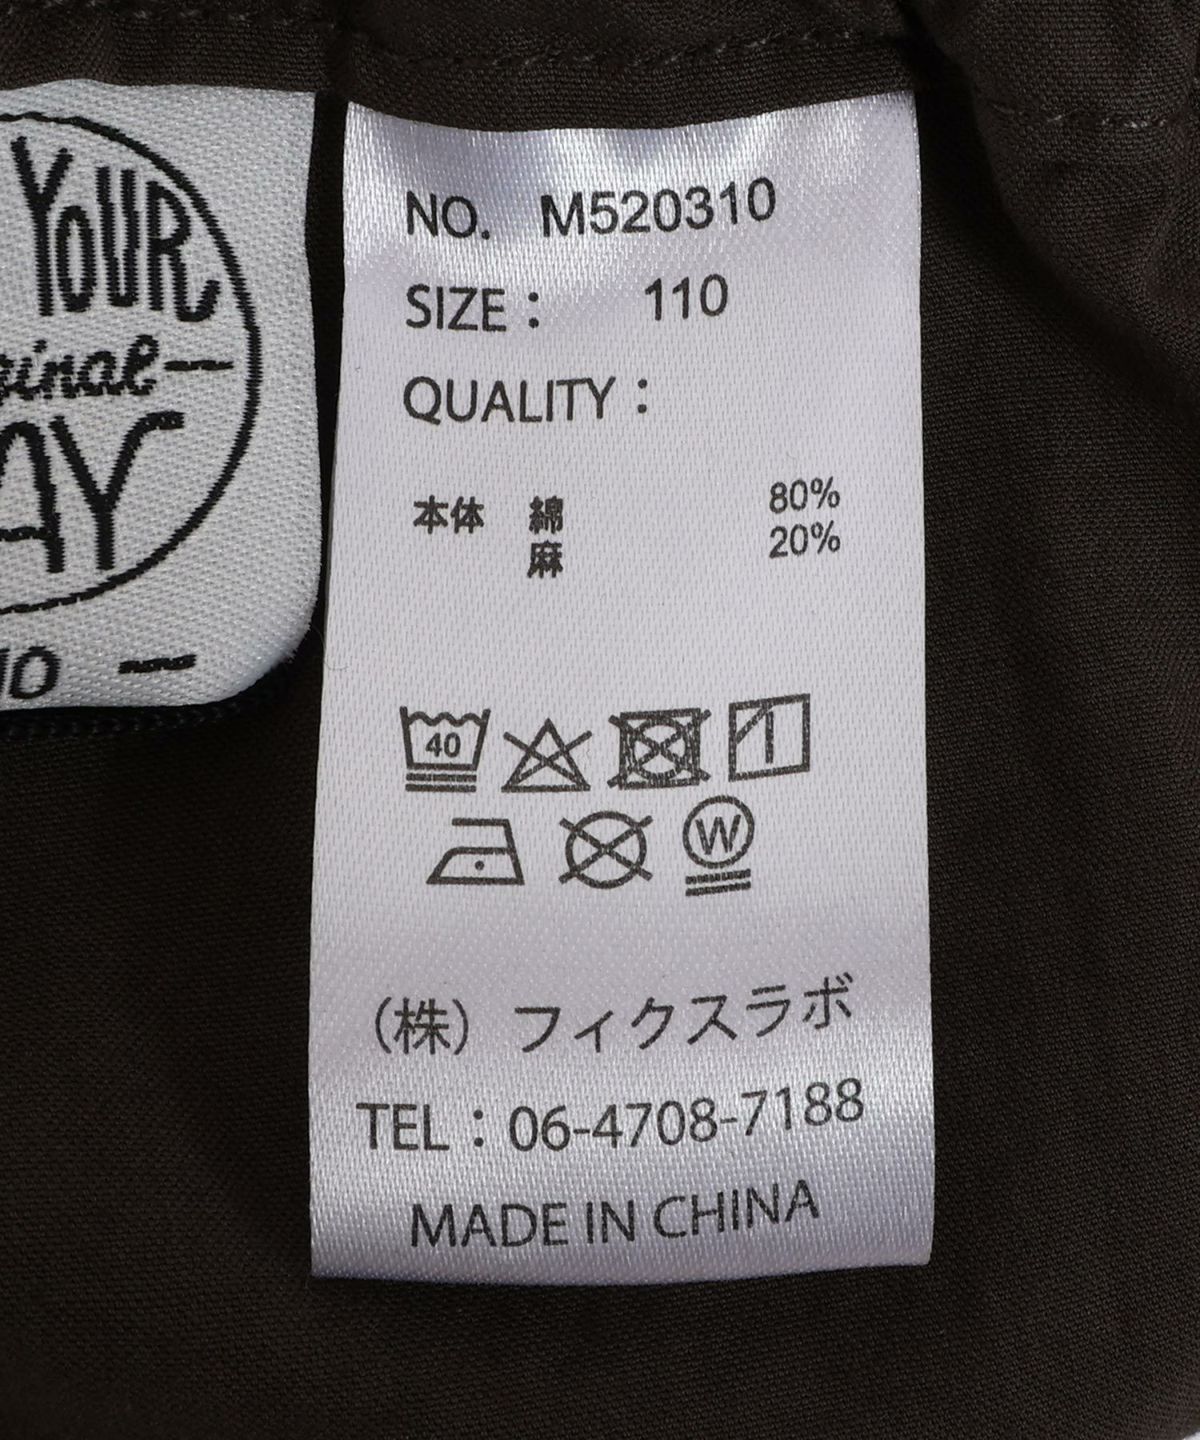 YOUR
NO. M520310
SIZE： 110
QUALITY：
本体 綿 80%
麻 20%
40
W
（株）フィクスラボ
TEL：06-4708-7188
MADE IN CHINA